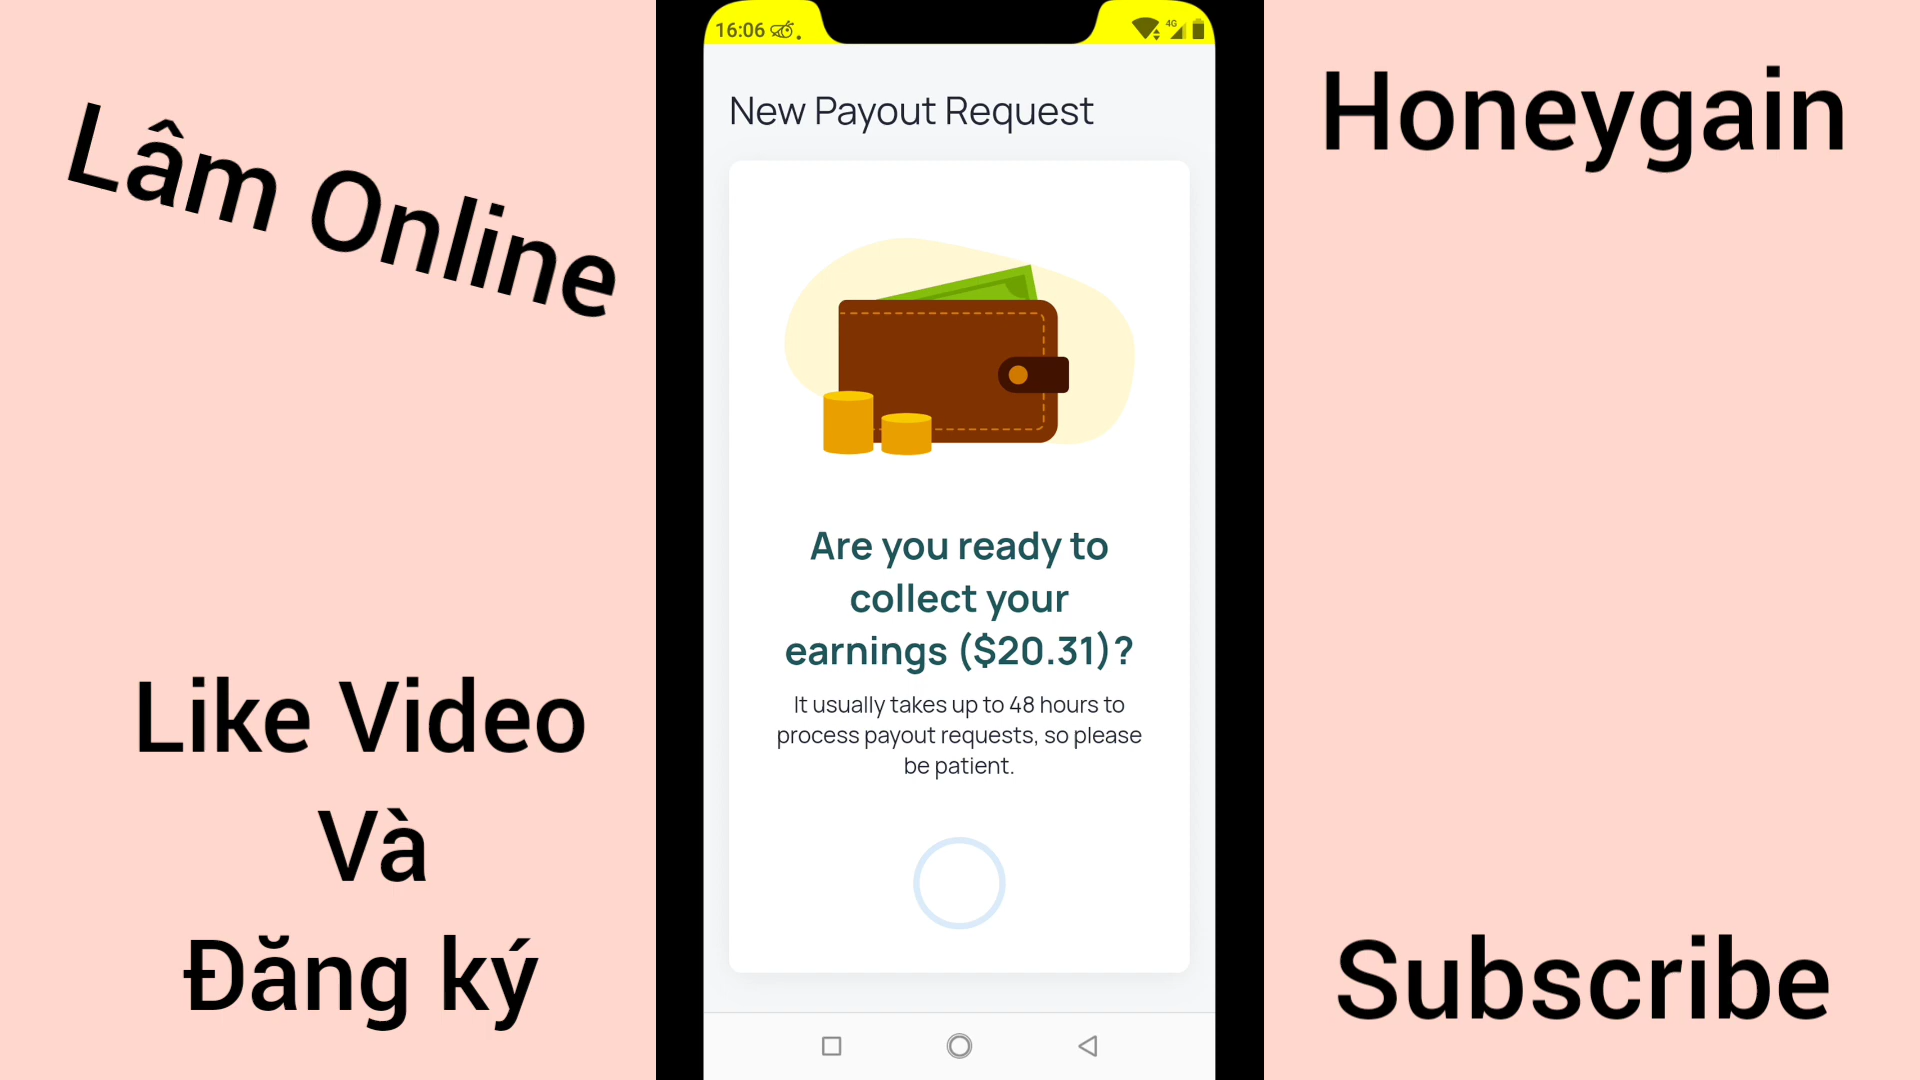 Lâm Online
Like Video
Và
Đăng ký
16:06
4G
New Payout Request
Are you ready to
collect your
earnings ($20.31)?
It usually takes up to 48 hours to
process payout requests, so please
be patient.
Honeygain
Subscribe